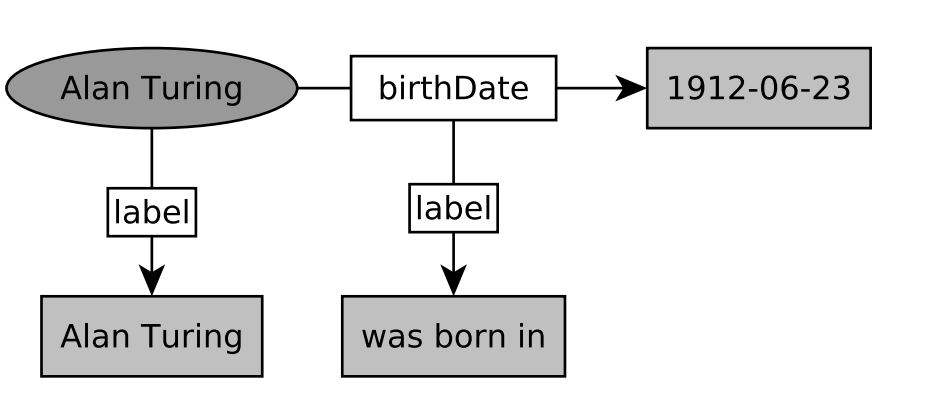 Alan Turing
birthDate
1912-06-23
label
label
Alan Turing
was born in